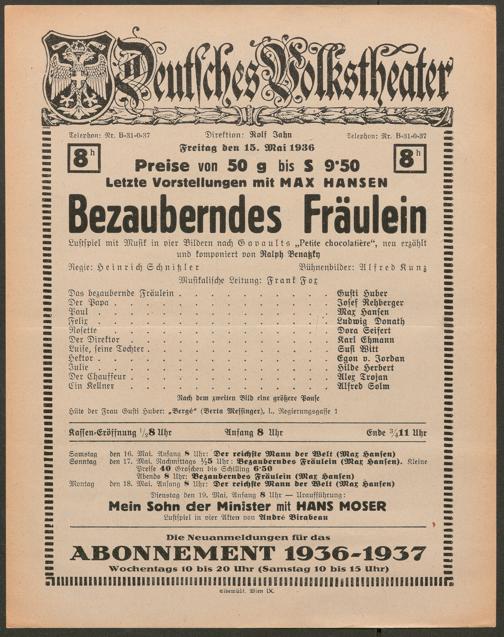 Deutsches Volkstheater
Telephon: Nr. B-31-0-37 Direktion: Rolf Jahn Telephon: Nr. B-31-0-37
8h Freitag den 15. Mai 1936 8h
Preise von 50 g bis S 9·50
Letzte Vorstellungen mit MAX HANSEN
Bezauberndes Fräulein
Lustspiel mit Musik in vier Bildern nach Gavaults „Petite chocolatière", neu erzählt
und komponiert von Ralph Benatzky
Regie: Heinrich Schnitzler Bühnenbilder: Alfred Kunz
Musikalische Leitung: Frank Fox
Das bezaubernde Fräulein . . . . . . . . Gusti Huber
Der Papa . . . . . . . . Josef Rehberger
Paul . . . . . . . . Max Hansen
Felix . . . . . . . . Ludwig Donath
Rosette . . . . . . . . Dora Seifert
Der Direktor . . . . . . . . Karl Ehmann
Luise, seine Tochter . . . . . . . . Susi Witt
Hektor . . . . . . . . Egon v. Jordan
Julie . . . . . . . . Hilde Herbert
Der Chauffeur . . . . . . . . Alex Trojan
Ein Kellner . . . . . . . . Alfred Solm
Nach dem zweiten Bild eine größere Pause
Hüte der Frau Gusti Huber: „Bergé" (Berta Messinger), I., Regierungsgasse 1
Kassen-Eröffnung 1/28 Uhr Anfang 8 Uhr Ende 3/411 Uhr
Samstag den 16. Mai. Anfang 8 Uhr: Der reichste Mann der Welt (Max Hansen)
Sonntag den 17. Mai. Nachmittags 1/25 Uhr: Bezauberndes Fräulein (Max Hansen). Kleine
Preise 40 Groschen bis Schilling 6·50
Abends 8 Uhr: Bezauberndes Fräulein (Max Hansen)
Montag den 18. Mai. Anfang 8 Uhr: Der reichste Mann der Welt (Max Hansen)
Dienstag den 19. Mai. Anfang 8 Uhr — Uraufführung:
Mein Sohn der Minister mit HANS MOSER
Lustspiel in vier Akten von André Birabeau
Die Neuanmeldungen für das
ABONNEMENT 1936-1937
Wochentags 10 bis 20 Uhr (Samstag 10 bis 15 Uhr)
Elbemühl, Wien IX.